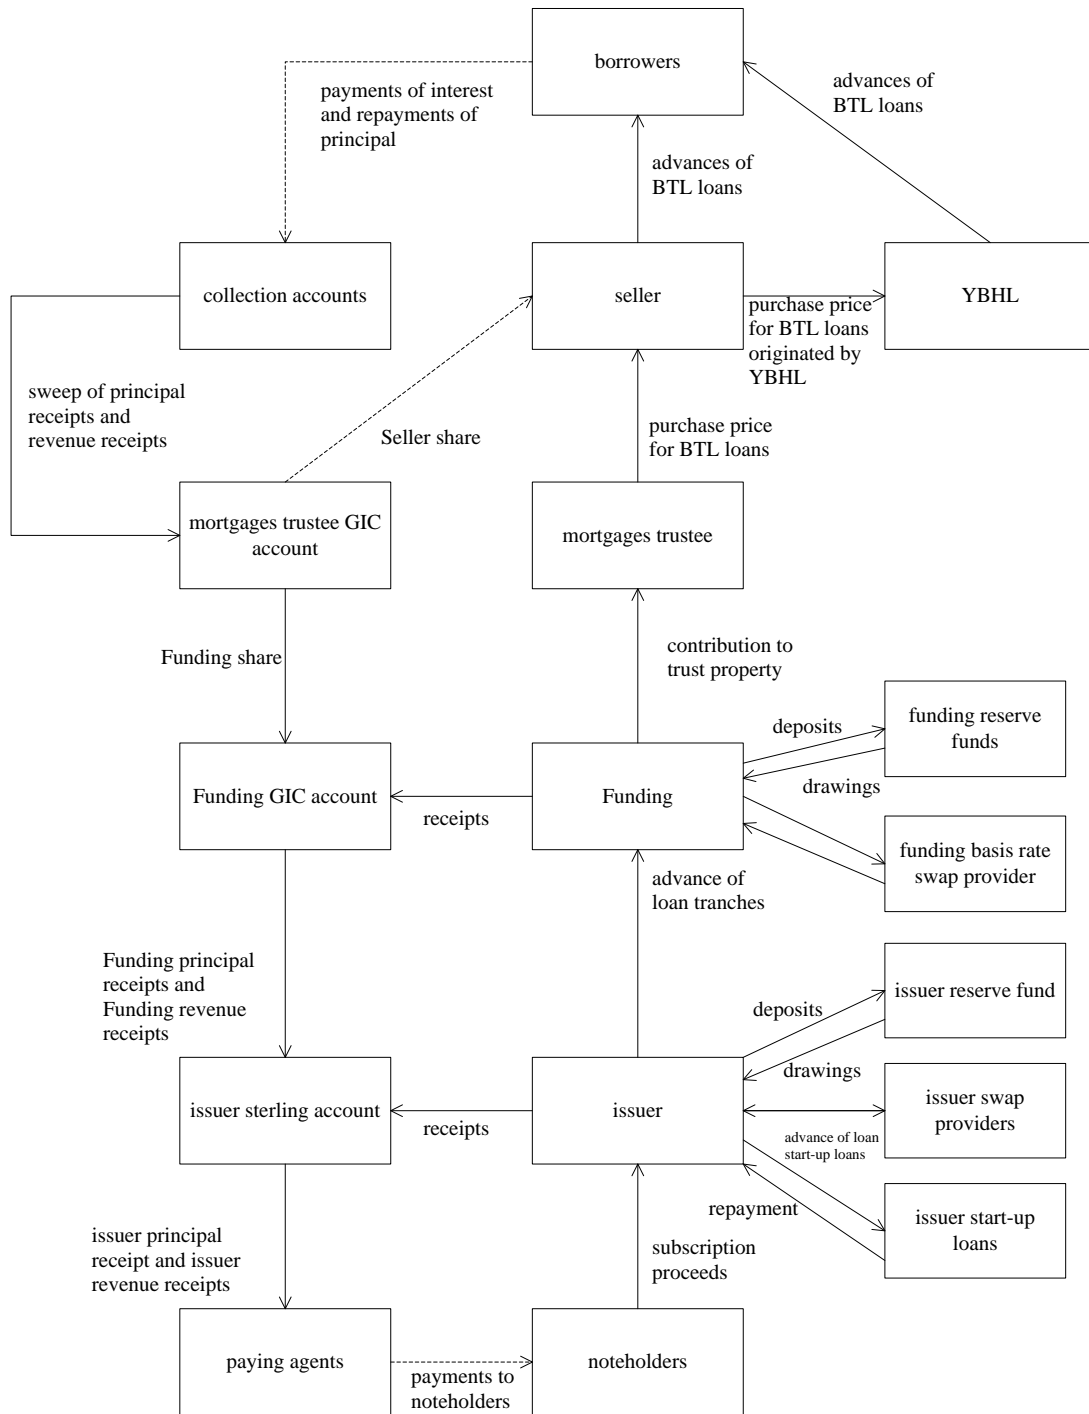 borrowers
advances of
BTL loans
payments of interest
and repayments of
principal
advances of
BTL loans
collection accounts
seller
YBHL
purchase price
for BTL loans
originated by
YBHL
sweep of principal
receipts and
revenue receipts
Seller share
purchase price
for BTL loans
mortgages trustee GIC
account
mortgages trustee
Funding share
contribution to
trust property
deposits
funding reserve
funds
Funding GIC account
receipts
Funding
drawings
funding basis rate
swap provider
advance of
loan tranches
Funding principal
receipts and
Funding revenue
receipts
deposits
issuer reserve fund
drawings
issuer sterling account
receipts
issuer
issuer swap
providers
advance of loan
start-up loans
repayment
issuer start-up
loans
issuer principal
receipt and issuer
revenue receipts
subscription
proceeds
paying agents
payments to
noteholders
noteholders